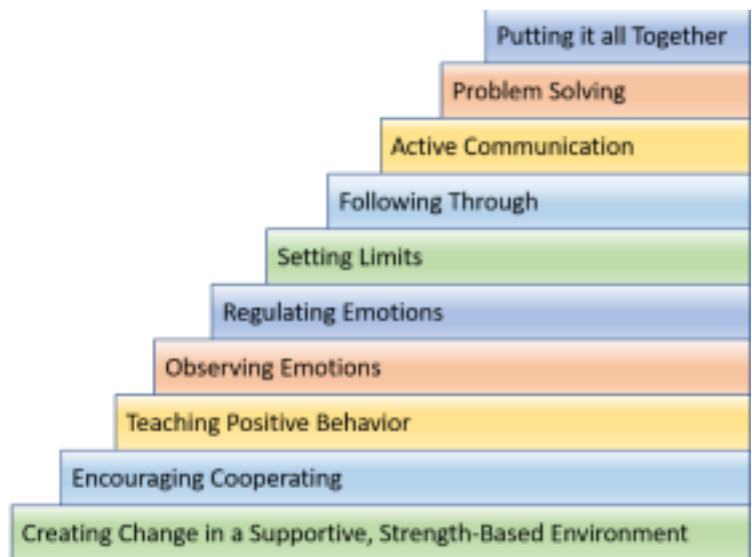 Putting it all Together
Problem Solving
Active Communication
Following Through
Setting Limits
Regulating Emotions
Observing Emotions
Teaching Positive Behavior
Encouraging Cooperating
Creating Change in a Supportive, Strength-Based Environment